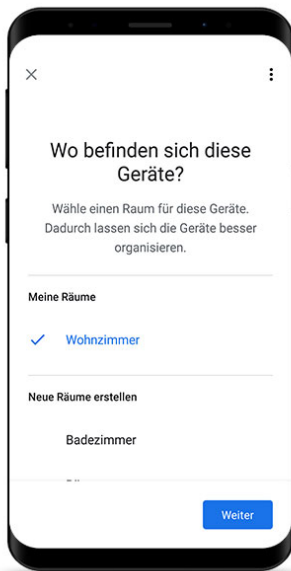 Wo befinden sich diese
Geräte?
Wähle einen Raum für diese Geräte.
Dadurch lassen sich die Geräte besser
organisieren.
Meine Räume
Wohnzimmer
Neue Räume erstellen
Badezimmer
Weiter